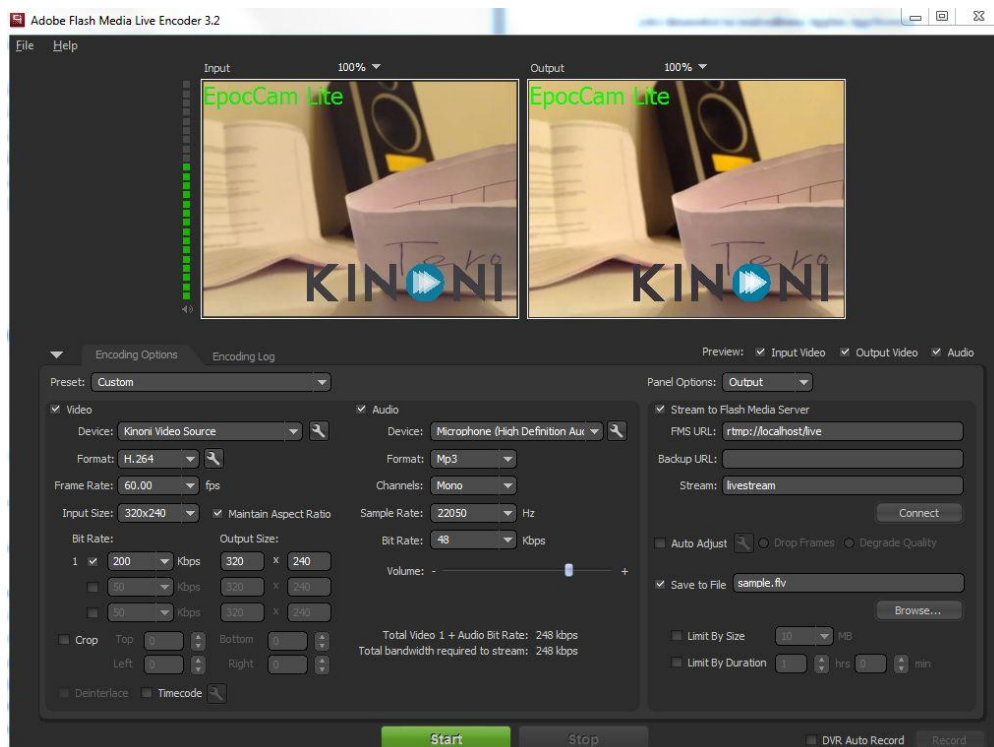 Adobe Flash Media Live Encoder 3.2
File Help
Input 100% Output 100%
EpocCam Lite EpocCam Lite
Tero
KINONI KINONI
Encoding Options Encoding Log Preview: Input Video Output Video Audio
Preset: Custom Panel Options: Output
Video Audio Stream to Flash Media Server
Device: Kinoni Video Source Device: Microphone (High Definition Au FMS URL: rtmp://localhost/live
Format: H.264 Format: Mp3 Backup URL:
Frame Rate: 60.00 fps Channels: Mono Stream: livestream
Input Size: 320x240 Maintain Aspect Ratio Sample Rate: 22050 Hz Connect
Bit Rate: Output Size: Bit Rate: 48 Kbps Auto Adjust Drop Frames Degrade Quality
1 200 Kbps 320 x 240 Volume: - + Save to File sample.flv
50 Kbps 320 x 240
50 Kbps 320 x 240 Browse...
Crop Top 0 Bottom 0 Total Video 1 + Audio Bit Rate: 248 kbps Limit By Size 10 MB
Left 0 Right 0 Total bandwidth required to stream: 248 kbps Limit By Duration 1 hrs 0 min
Deinterlace Timecode
Start Stop DVR Auto Record Record